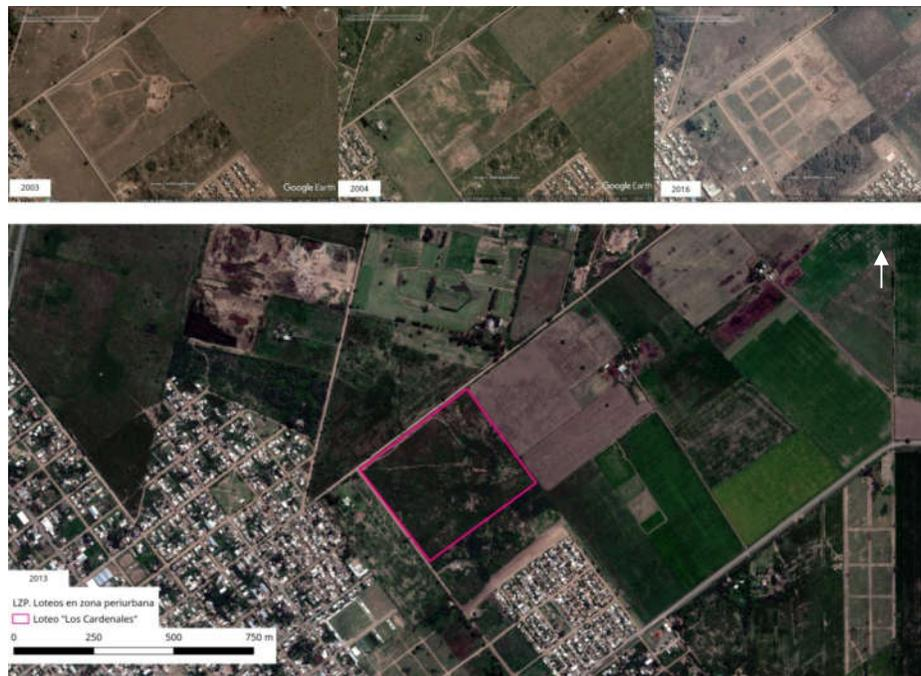 2003
Google Earth
2004
Google Earth
2016
2013
LZP. Loteos en zona periurbana
Loteo "Los Cardenales"
0 250 500 750 m